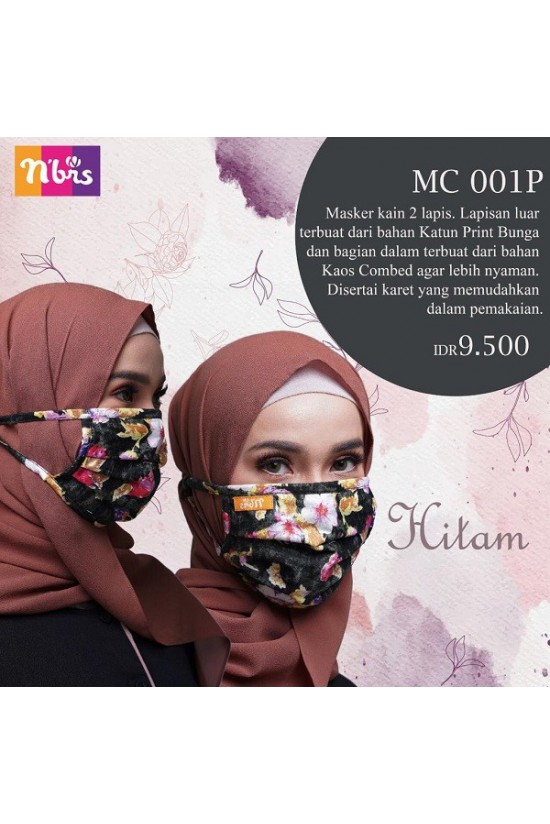 n'brs
MC 001P
Masker kain 2 lapis. Lapisan luar
terbuat dari bahan Katun Print Bunga
dan bagian dalam terbuat dari bahan
Kaos Combed agar lebih nyaman.
Disertai karet yang memudahkan
dalam pemakaian.
IDR9.500
Hitam